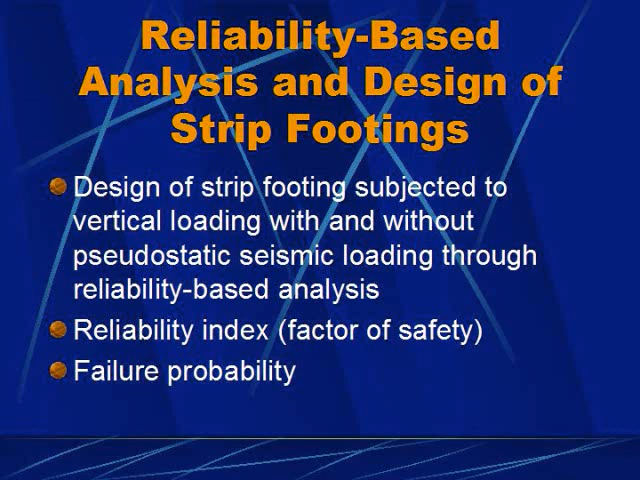 Reliability-Based
Analysis and Design of
Strip Footings
Design of strip footing subjected to
vertical loading with and without
pseudostatic seismic loading through
reliability-based analysis
Reliability index (factor of safety)
Failure probability